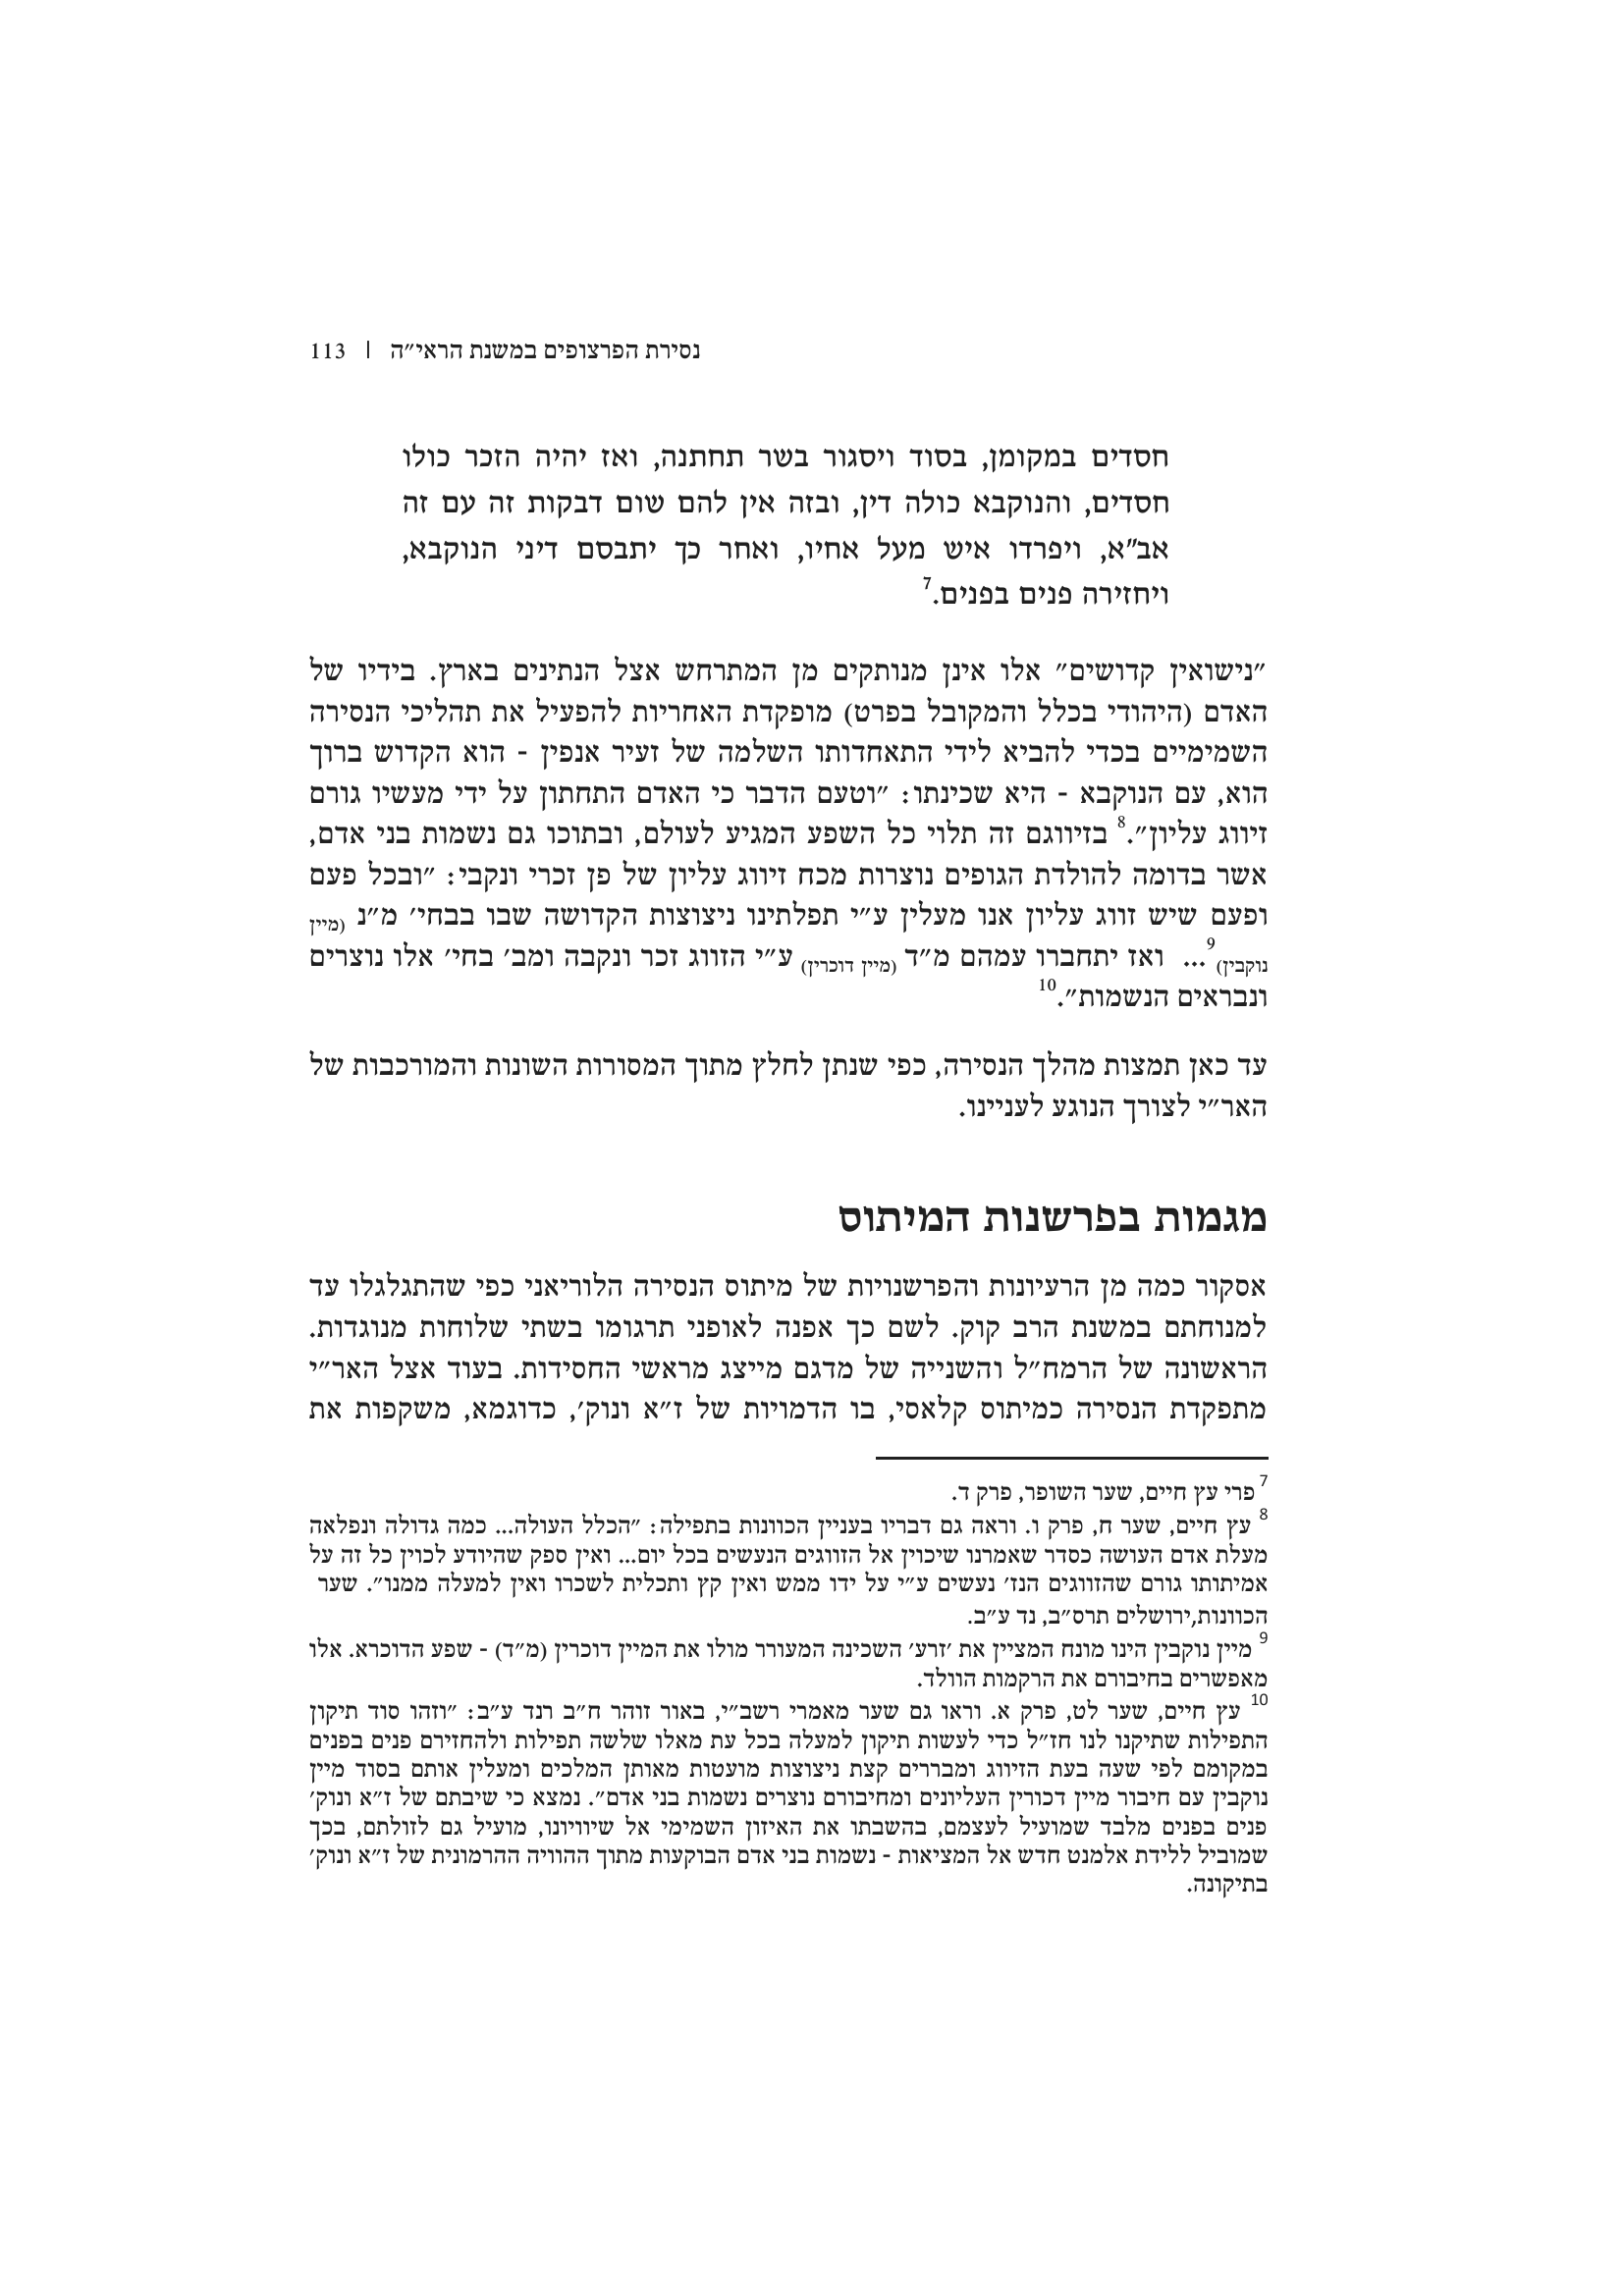 נסירת הפרצופים במשנת הראי״ה | 113
חסדים במקומן, בסוד ויסגור בשר תחתנה, ואז יהיה הזכר כולו
חסדים, והנוקבא כולה דין, ובזה אין להם שום דבקות זה עם זה
אב״א, ויפרדו איש מעל אחיו, ואחר כך יתבסם דיני הנוקבא,
ויחזירה פנים בפנים.7
״נישואין קדושים״ אלו אינן מנותקים מן המתרחש אצל הנתינים בארץ. בידיו של
האדם (היהודי בכלל והמקובל בפרט) מופקדת האחריות להפעיל את תהליכי הנסירה
השמימיים בכדי להביא לידי התאחדותו השלמה של זעיר אנפין - הוא הקדוש ברוך
הוא, עם הנוקבא - היא שכינתו: ״וטעם הדבר כי האדם התחתון על ידי מעשיו גורם
זיווג עליון״.8 בזיווגם זה תלוי כל השפע המגיע לעולם, ובתוכו גם נשמות בני אדם,
אשר בדומה להולדת הגופים נוצרות מכח זיווג עליון של פן זכרי ונקבי: ״ובכל פעם
ופעם שיש זווג עליון אנו מעלין ע״י תפלתינו ניצוצות הקדושה שבו בבחי׳ מ״נ (מיין
נוקבין)9... ואז יתחברו עמהם מ״ד (מיין דוכרין) ע״י הזווג זכר ונקבה ומב׳ בחי׳ אלו נוצרים
ונבראים הנשמות״.10
עד כאן תמצות מהלך הנסירה, כפי שנתן לחלץ מתוך המסורות השונות והמורכבות של
האר״י לצורך הנוגע לעניינו.
מגמות בפרשנות המיתוס
אסקור כמה מן הרעיונות והפרשנויות של מיתוס הנסירה הלוריאני כפי שהתגלגלו עד
למנוחתם במשנת הרב קוק. לשם כך אפנה לאופני תרגומו בשתי שלוחות מנוגדות.
הראשונה של הרמח״ל והשנייה של מדגם מייצג מראשי החסידות. בעוד אצל האר״י
מתפקדת הנסירה כמיתוס קלאסי, בו הדמויות של ז״א ונוק׳, כדוגמא, משקפות את
7 פרי עץ חיים, שער השופר, פרק ד.
8 עץ חיים, שער ח, פרק ו. וראה גם דבריו בעניין הכוונות בתפילה: ״הכלל העולה... כמה גדולה ונפלאה
מעלת אדם העושה כסדר שאמרנו שיכוין אל הזווגים הנעשים בכל יום... ואין ספק שהיודע לכוין כל זה על
אמיתותו גורם שהזווגים הנז׳ נעשים ע״י על ידו ממש ואין קץ ותכלית לשכרו ואין למעלה ממנו״. שער
הכוונות,ירושלים תרס״ב, נד ע״ב.
9 מיין נוקבין הינו מונח המציין את ׳זרע׳ השכינה המעורר מולו את המיין דוכרין (מ״ד) - שפע הדוכרא. אלו
מאפשרים בחיבורם את הרקמות הוולד.
10 עץ חיים, שער לט, פרק א. וראו גם שער מאמרי רשב״י, באור זוהר ח״ב רנד ע״ב: ״וזהו סוד תיקון
התפילות שתיקנו לנו חז״ל כדי לעשות תיקון למעלה בכל עת מאלו שלשה תפילות ולהחזירם פנים בפנים
במקומם לפי שעה בעת הזיווג ומבררים קצת ניצוצות מועטות מאותן המלכים ומעלין אותם בסוד מיין
נוקבין עם חיבור מיין דכורין העליונים ומחיבורם נוצרים נשמות בני אדם״. נמצא כי שיבתם של ז״א ונוק׳
פנים בפנים מלבד שמועיל לעצמם, בהשבתו את האיזון השמימי אל שיוויונו, מועיל גם לזולתם, בכך
שמוביל ללידת אלמנט חדש אל המציאות - נשמות בני אדם הבוקעות מתוך ההוויה ההרמונית של ז״א ונוק׳
בתיקונה.